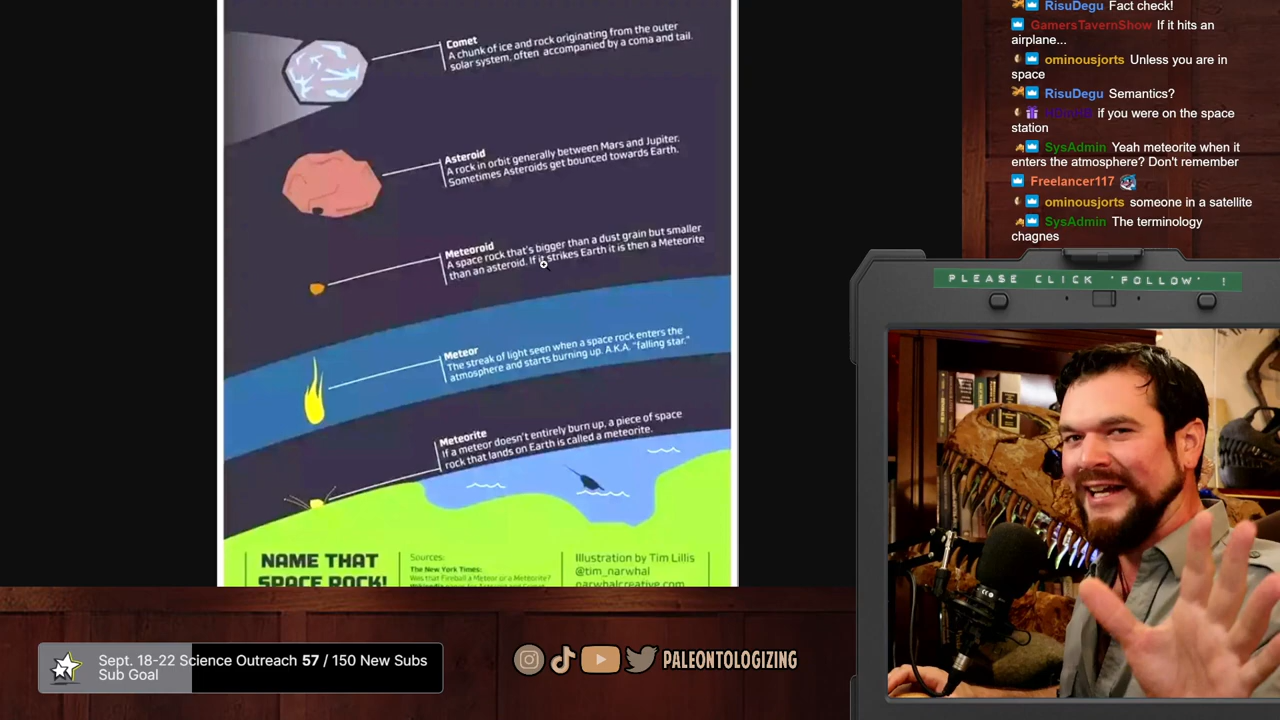 Comet
A chunk of ice and rock originating from the outer
solar system, often accompanied by a coma and tail.
Asteroid
A rock in orbit generally between Mars and Jupiter.
Sometimes Asteroids get bounced towards Earth.
Meteoroid
A space rock that's bigger than a dust grain but smaller
than an asteroid. If it strikes Earth it is then a Meteorite
Meteor
The streak of light seen when a space rock enters the
atmosphere and starts burning up. A.K.A. "falling star."
Meteorite
If a meteor doesn't entirely burn up, a piece of space
rock that lands on Earth is called a meteorite.
NAME THAT
SPACE ROCK!
Sources:
The New York Times:
Was that Fireball a Meteor or a Meteorite?
Illustration by Tim Lillis
@tim_narwhal
narwhalcreative.com
RisuDegu Fact check!
GamersTavernShow If it hits an
airplane...
ominousjorts Unless you are in
space
RisuDegu Semantics?
if you were on the space
station
SysAdmin Yeah meteorite when it
enters the atmosphere? Don't remember
Freelancer117
ominousjorts someone in a satellite
SysAdmin The terminology
chagnes
PLEASE CLICK 'FOLLOW' !
Sept. 18-22 Science Outreach 57 / 150 New Subs
Sub Goal
PALEONTOLOGIZING